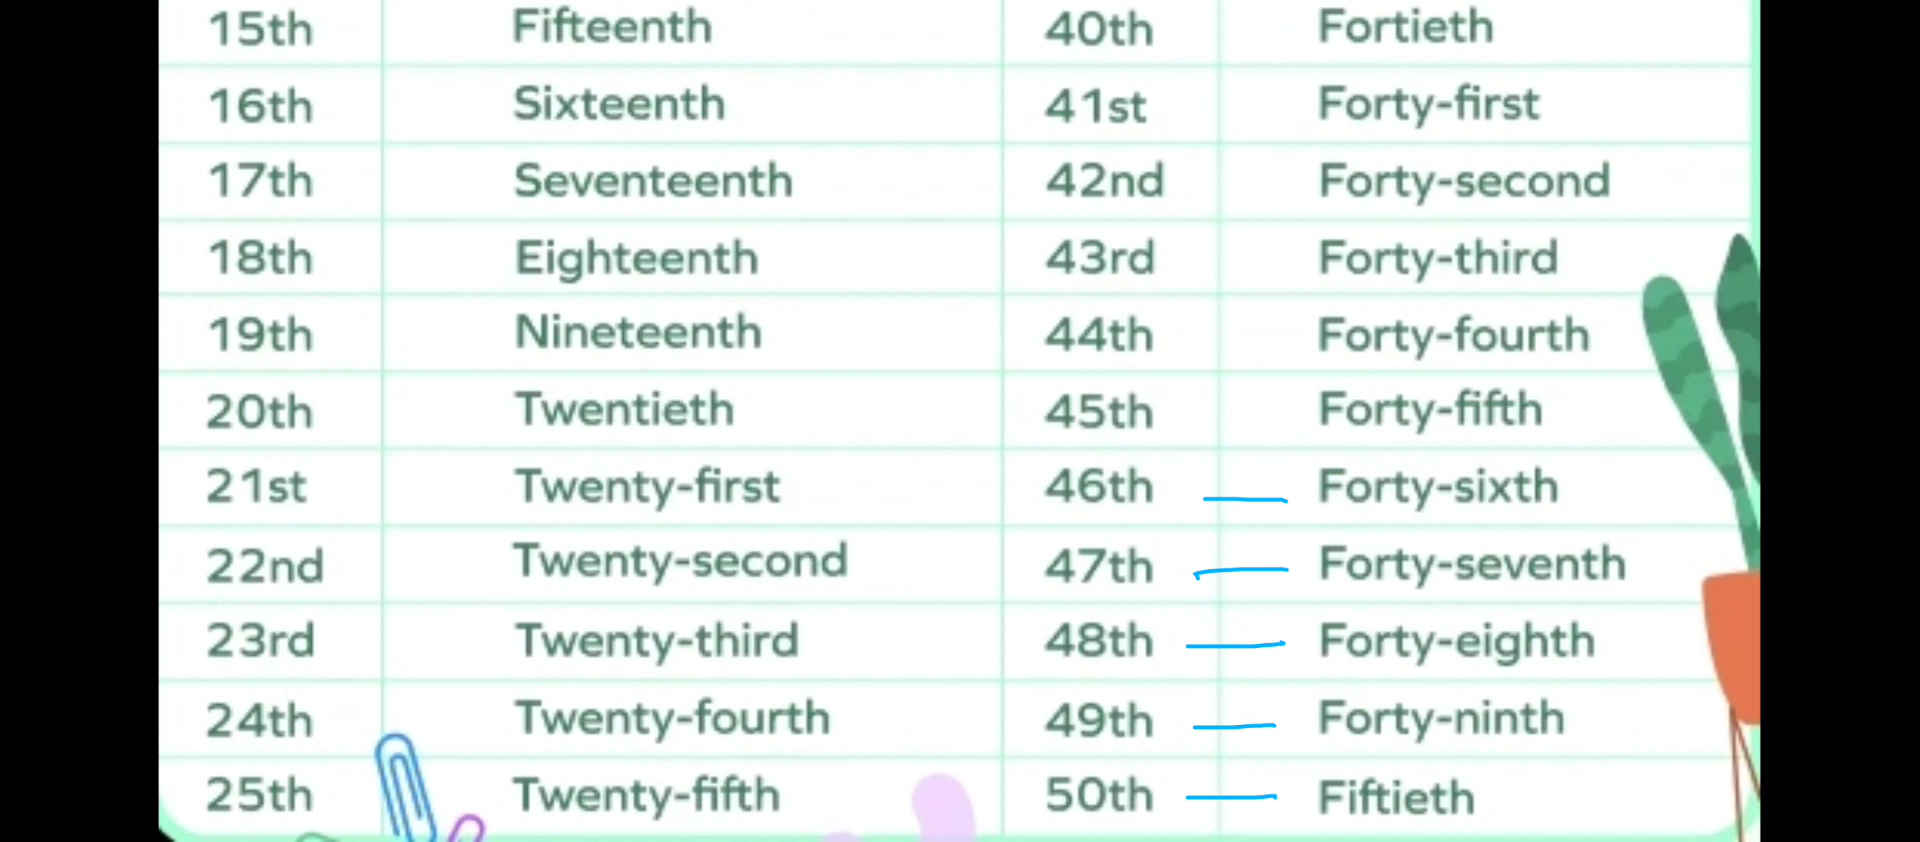 15th Fifteenth 40th Fortieth
16th Sixteenth 41st Forty-first
17th Seventeenth 42nd Forty-second
18th Eighteenth 43rd Forty-third
19th Nineteenth 44th Forty-fourth
20th Twentieth 45th Forty-fifth
21st Twenty-first 46th Forty-sixth
22nd Twenty-second 47th Forty-seventh
23rd Twenty-third 48th Forty-eighth
24th Twenty-fourth 49th Forty-ninth
25th Twenty-fifth 50th Fiftieth